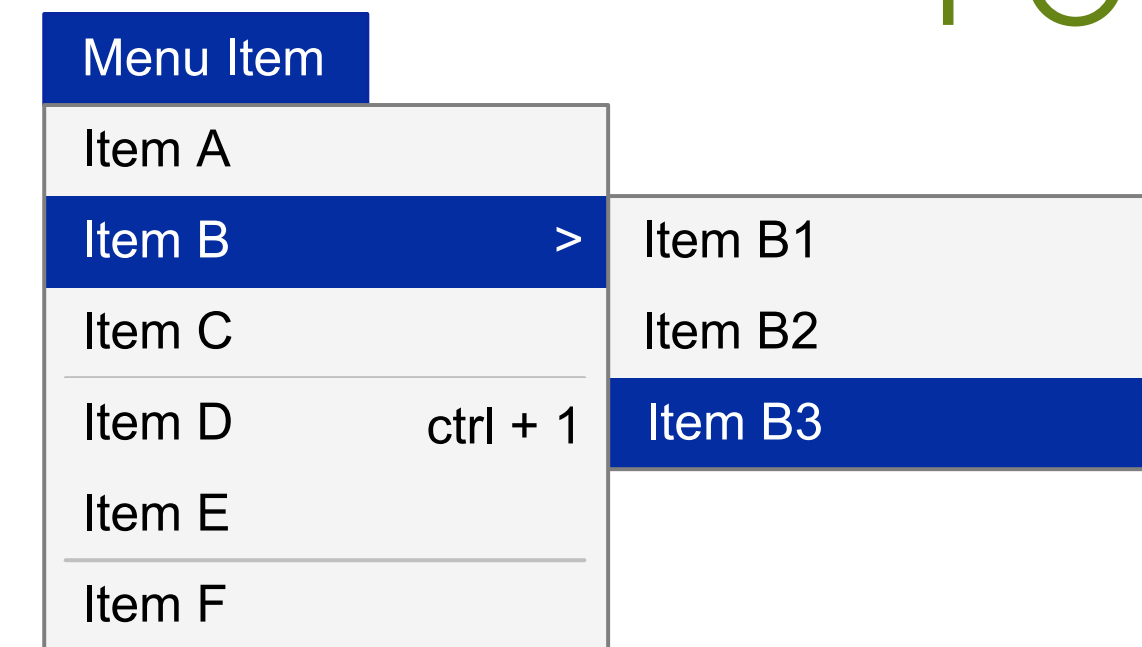 Menu Item
Item A
Item B >
Item C
Item D ctrl + 1
Item E
Item F
Item B1
Item B2
Item B3